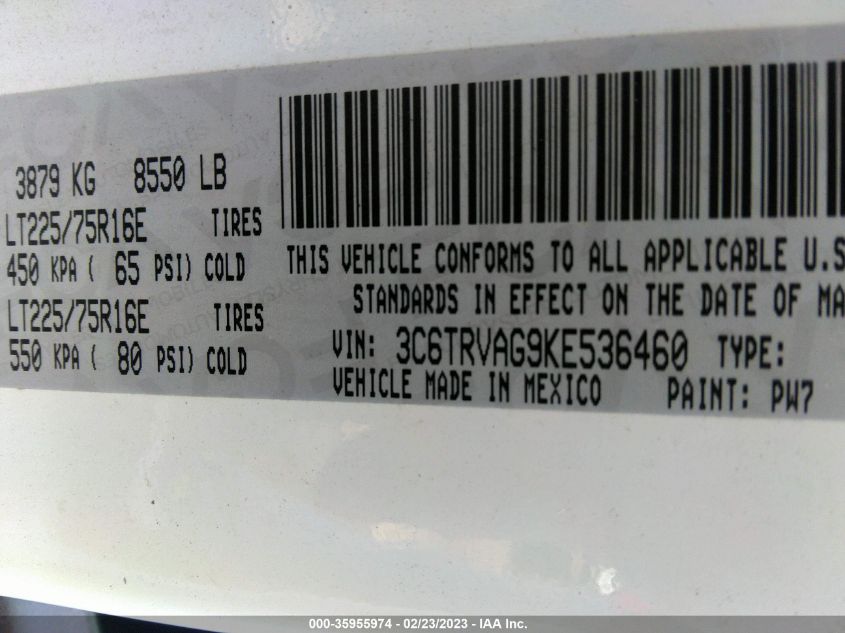 3879 KG 8550 LB
LT225/75R16E TIRES
450 KPA ( 65 PSI) COLD
LT225/75R16E TIRES
550 KPA ( 80 PSI) COLD
THIS VEHICLE CONFORMS TO ALL APPLICABLE U.S
STANDARDS IN EFFECT ON THE DATE OF MA
VIN: 3C6TRVAG9KE536460 TYPE:
VEHICLE MADE IN MEXICO PAINT: PW7
000-35955974 - 02/23/2023 - IAA Inc.